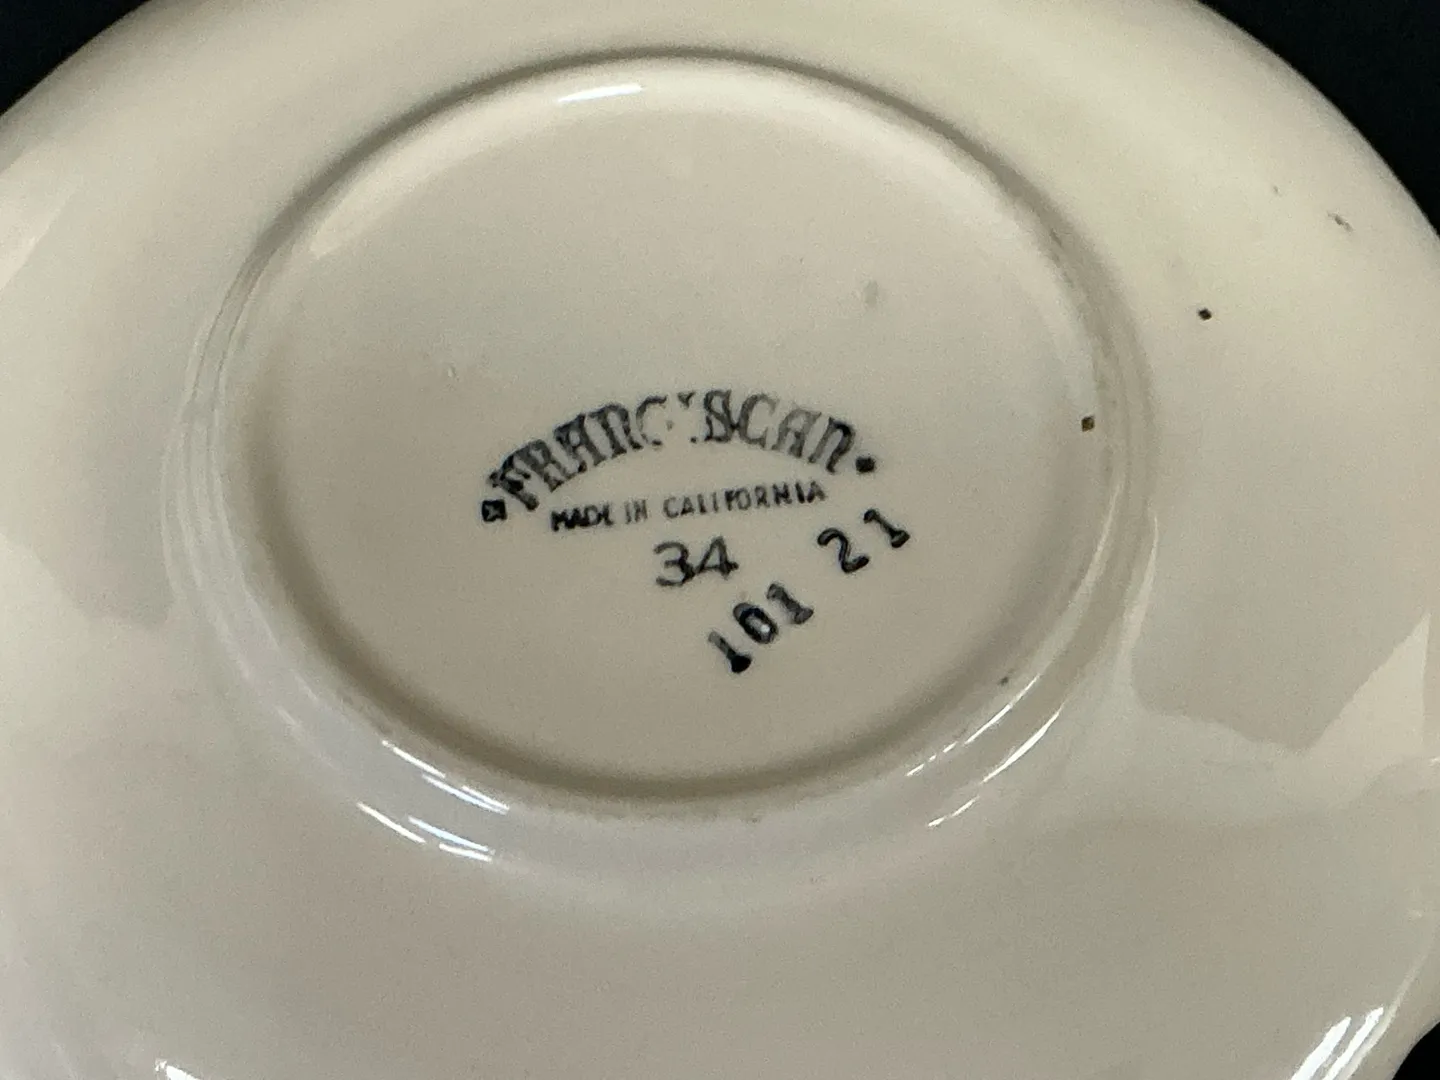 FRANCISCAN
MADE IN CALIFORNIA
34
101 21